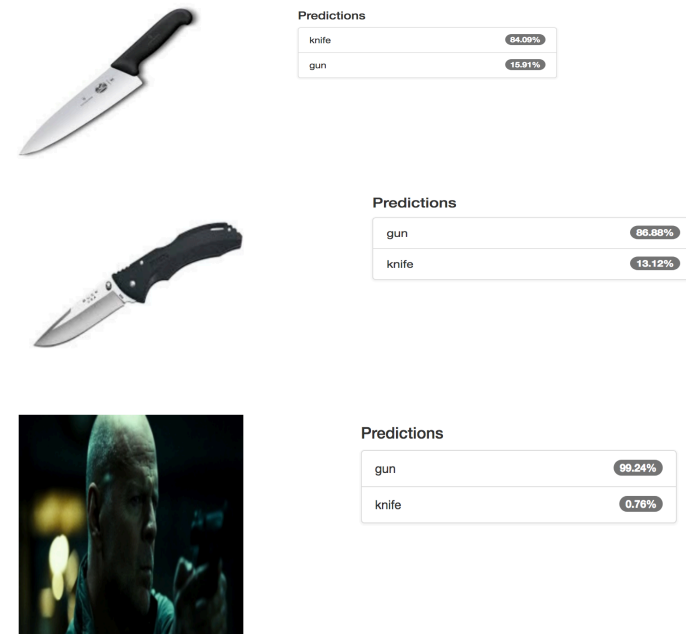 Predictions
knife 84.09%
gun 15.91%
Predictions
gun 86.88%
knife 13.12%
Predictions
gun 99.24%
knife 0.76%